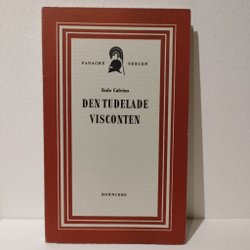 PANACHE SERIEN
Italo Calvino
DEN TUDELADE
VISCONTEN
BONNIERS